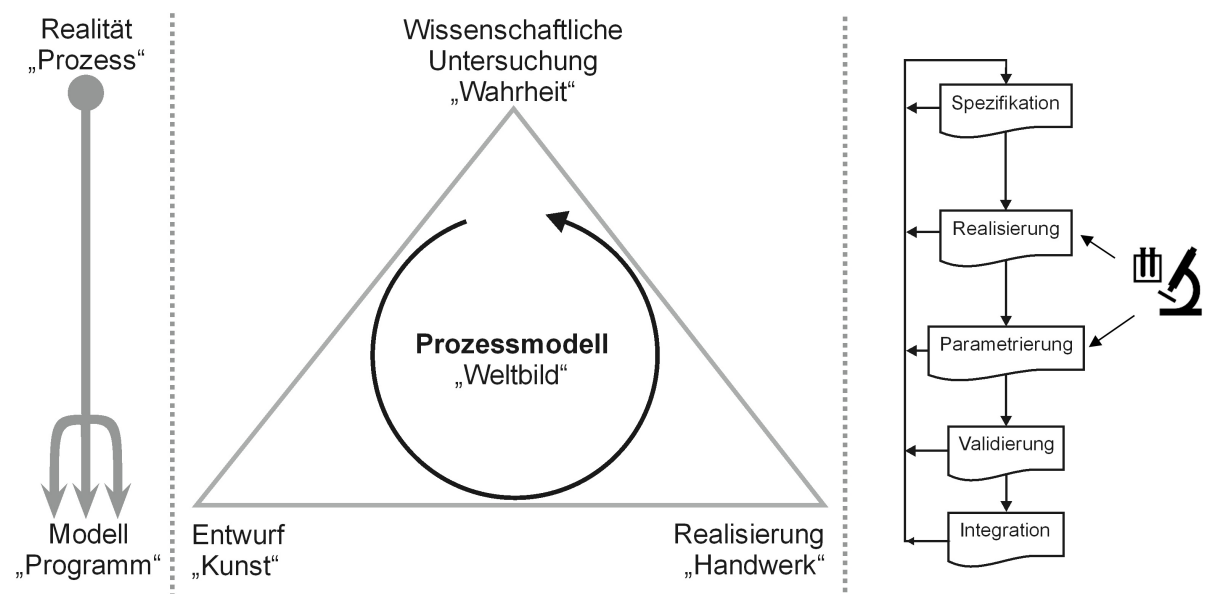 Realität
„Prozess“
Modell
„Programm“
Wissenschaftliche
Untersuchung
„Wahrheit“
Prozessmodell
„Weltbild“
Entwurf
„Kunst“
Realisierung
„Handwerk“
Spezifikation
Realisierung
Parametrierung
Validierung
Integration